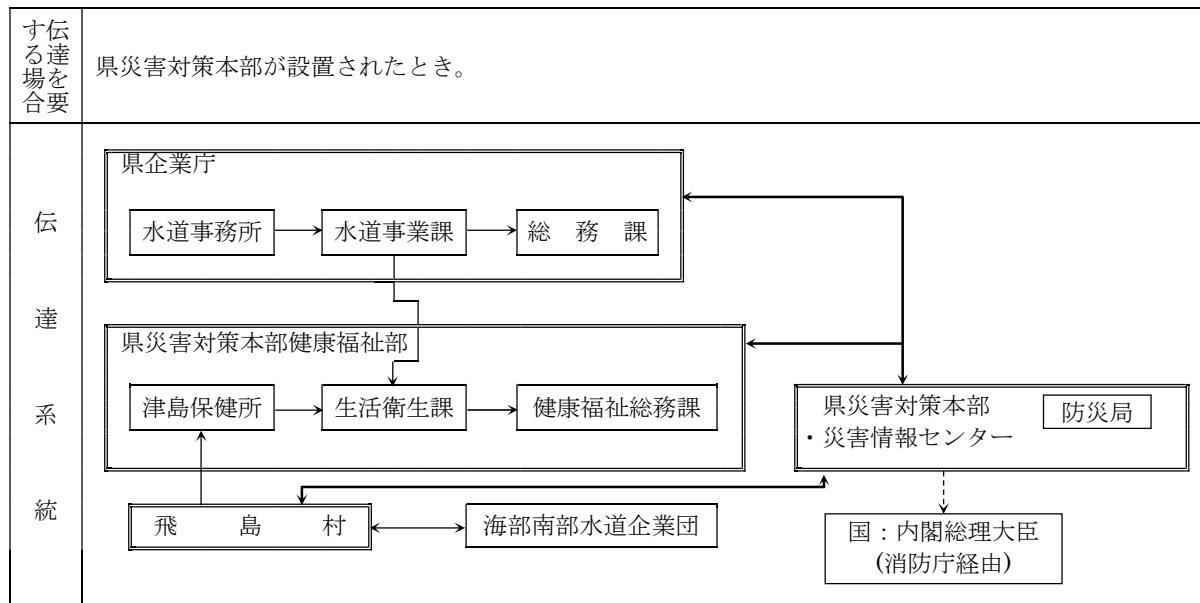 伝達を要する場合
県災害対策本部が設置されたとき。
伝達系統
県企業庁
水道事務所
水道事業課
総務課
県災害対策本部健康福祉部
津島保健所
生活衛生課
健康福祉総務課
県災害対策本部
・災害情報センター
防災局
飛島村
海部南部水道企業団
国：内閣総理大臣
(消防庁経由)